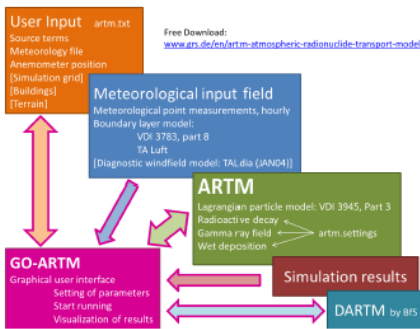 User Input artm.txt
Source terms
Meteorology file
Anemometer position
[Simulation grid]
[Buildings]
[Terrain]
Free Download:
www.grs.de/en/artm-atmospheric-radionuclide-transport-model
Meteorological input field
Meteorological point measurements, hourly
Boundary layer model:
VDI 3783, part 8
TA Luft
[Diagnostic windfield model: TALdia (JAN04)]
ARTM
Lagrangian particle model: VDI 3945, Part 3
Radioactive decay
Gamma ray field artm.settings
Wet deposition
GO-ARTM
Graphical user interface
Setting of parameters
Start running
Visualization of results
Simulation results
DARTM by BfS